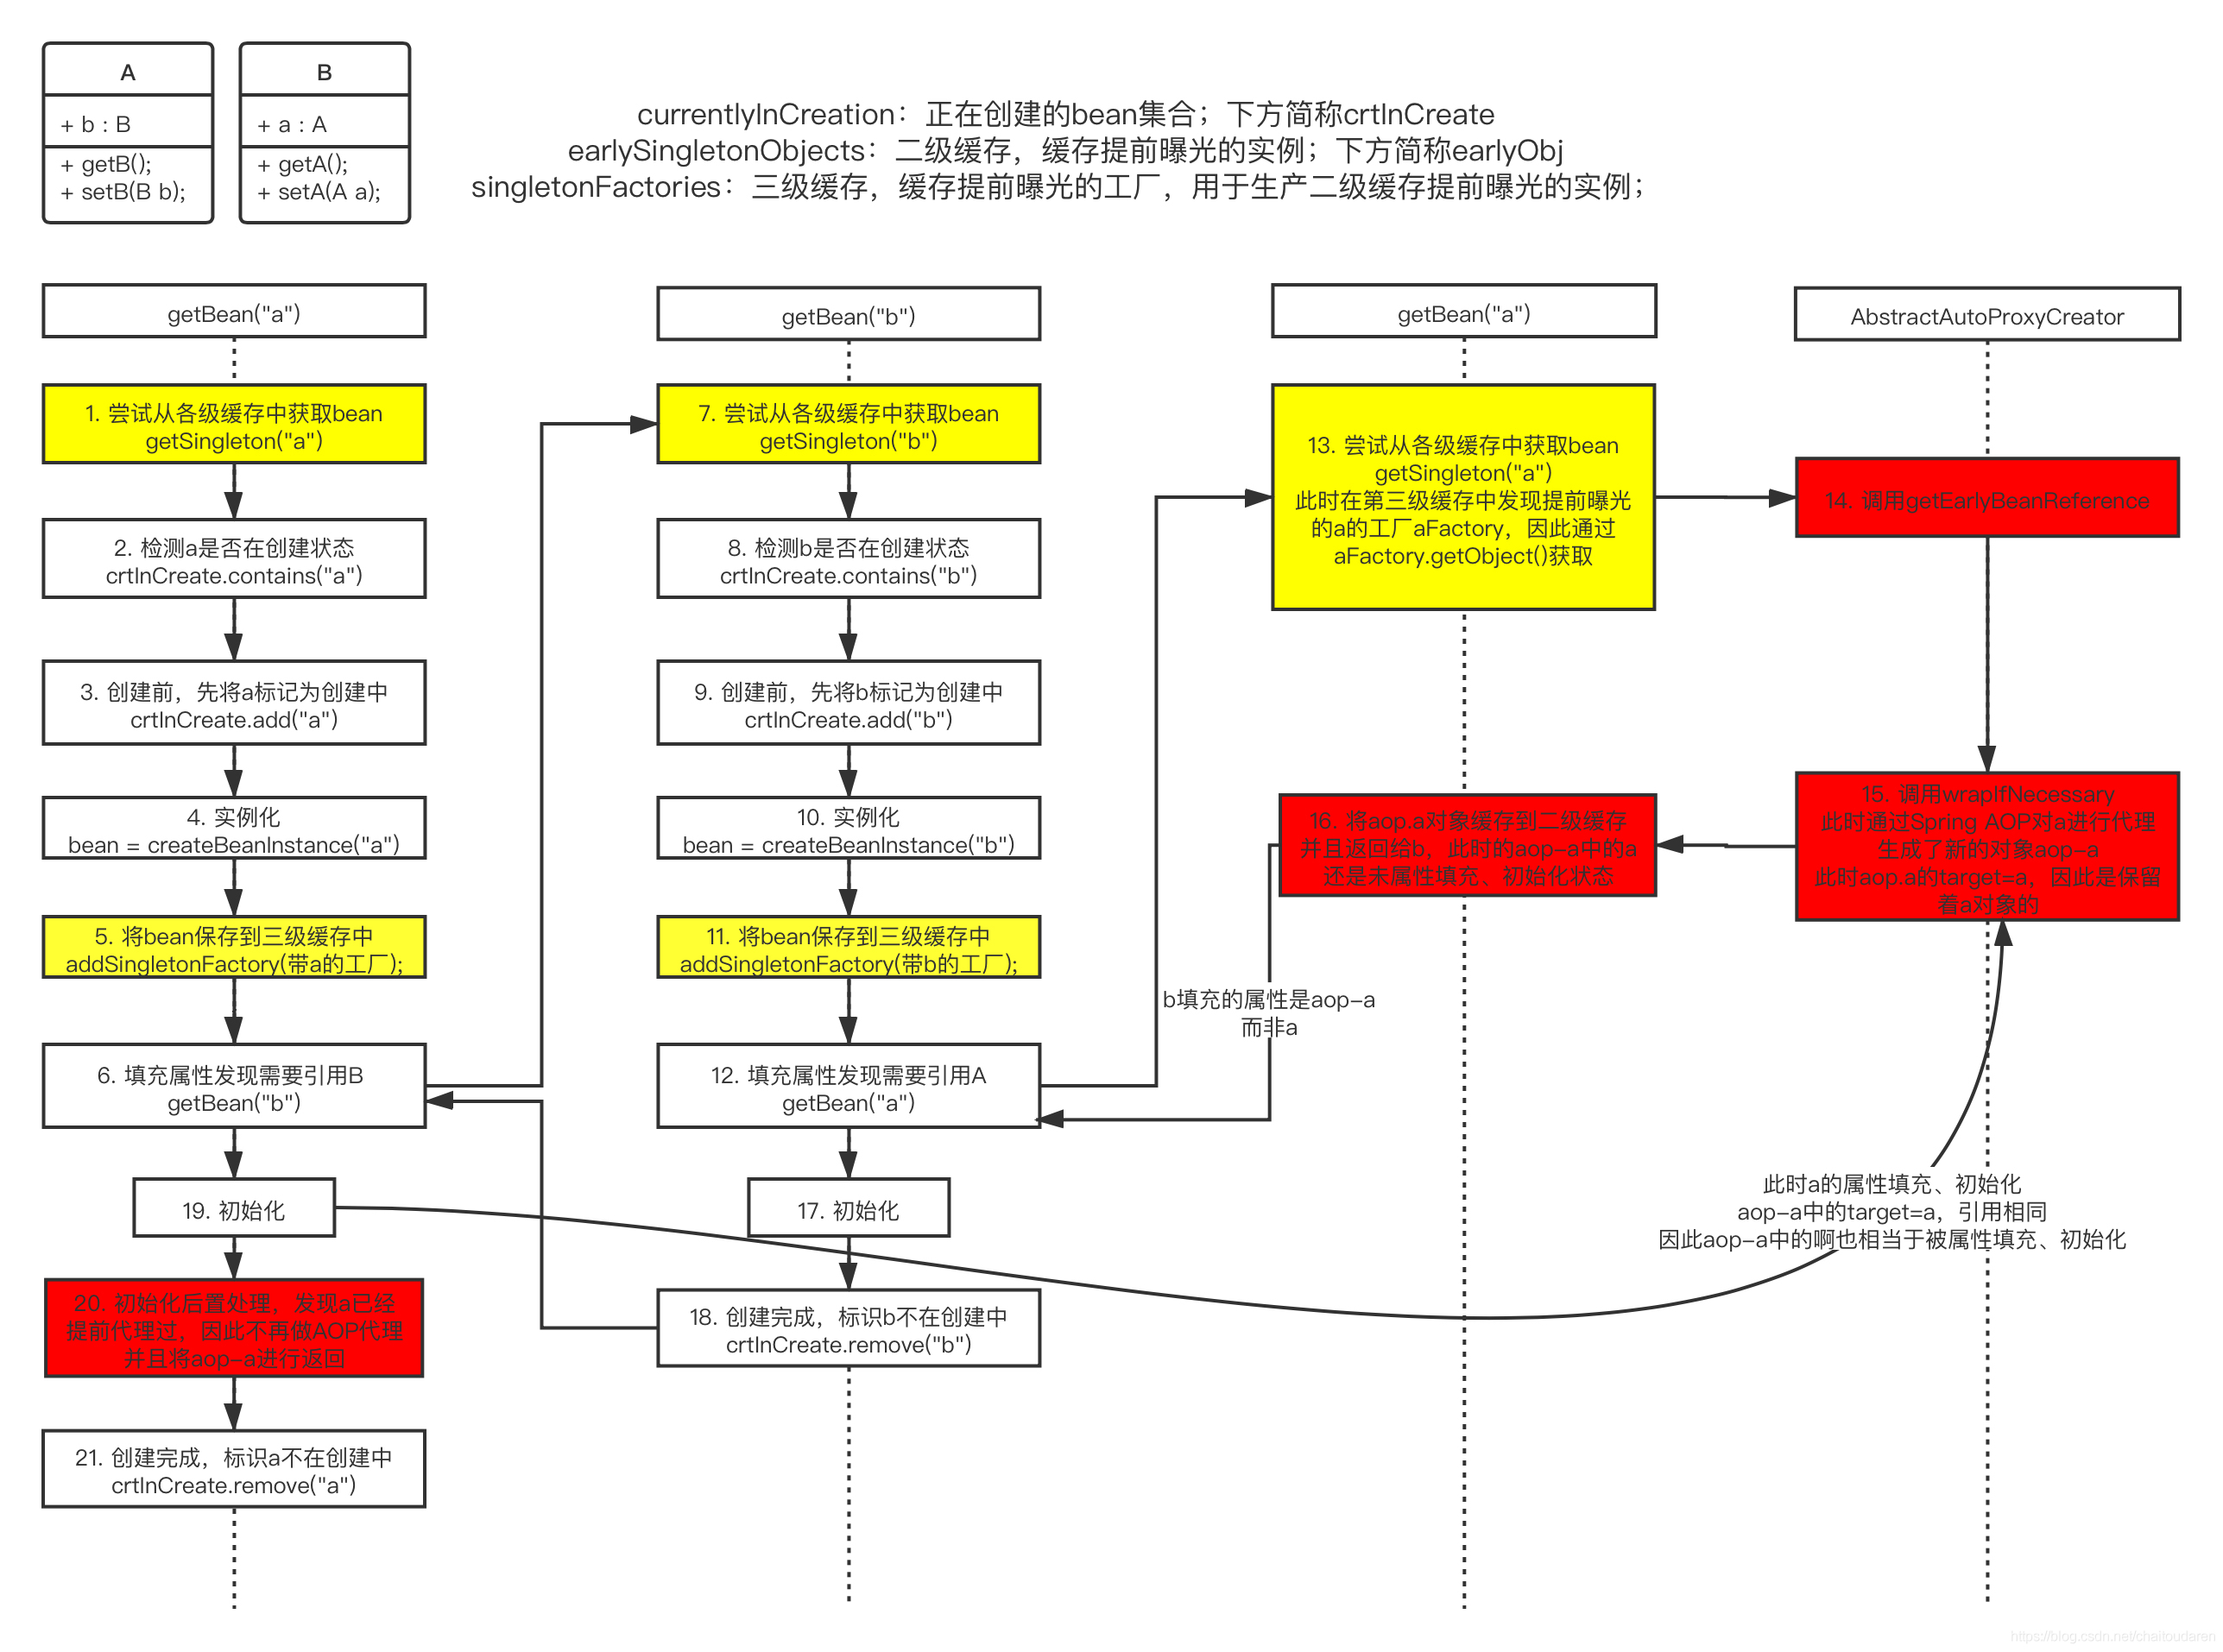 A
+ b : B
+ getB();
+ setB(B b);
B
+ a : A
+ getA();
+ setA(A a);
currentlyInCreation：正在创建的bean集合；下方简称crtInCreate
earlySingletonObjects：二级缓存，缓存提前曝光的实例；下方简称earlyObj
singletonFactories：三级缓存，缓存提前曝光的工厂，用于生产二级缓存提前曝光的实例；
getBean("a")
1. 尝试从各级缓存中获取bean
getSingleton("a")
2. 检测a是否在创建状态
crtInCreate.contains("a")
3. 创建前，先将a标记为创建中
crtInCreate.add("a")
4. 实例化
bean = createBeanInstance("a")
5. 将bean保存到三级缓存中
addSingletonFactory(带a的工厂);
6. 填充属性发现需要引用B
getBean("b")
19. 初始化
20. 初始化后置处理，发现a已经
提前代理过，因此不再做AOP代理
并且将aop-a进行返回
21. 创建完成，标识a不在创建中
crtInCreate.remove("a")
getBean("b")
7. 尝试从各级缓存中获取bean
getSingleton("b")
8. 检测b是否在创建状态
crtInCreate.contains("b")
9. 创建前，先将b标记为创建中
crtInCreate.add("b")
10. 实例化
bean = createBeanInstance("b")
11. 将bean保存到三级缓存中
addSingletonFactory(带b的工厂);
12. 填充属性发现需要引用A
getBean("a")
17. 初始化
18. 创建完成，标识b不在创建中
crtInCreate.remove("b")
getBean("a")
13. 尝试从各级缓存中获取bean
getSingleton("a")
此时在第三级缓存中发现提前曝光
的a的工厂aFactory，因此通过
aFactory.getObject()获取
16. 将aop.a对象缓存到二级缓存
并且返回给b，此时的aop-a中的a
还是未属性填充、初始化状态
b填充的属性是aop-a
而非a
AbstractAutoProxyCreator
14. 调用getEarlyBeanReference
15. 调用wrapIfNecessary
此时通过Spring AOP对a进行代理
生成了新的对象aop-a
此时aop.a的target=a，因此是保留
着a对象的
此时a的属性填充、初始化
aop-a中的target=a，引用相同
因此aop-a中的啊也相当于被属性填充、初始化
https://blog.csdn.net/chaitoudaren